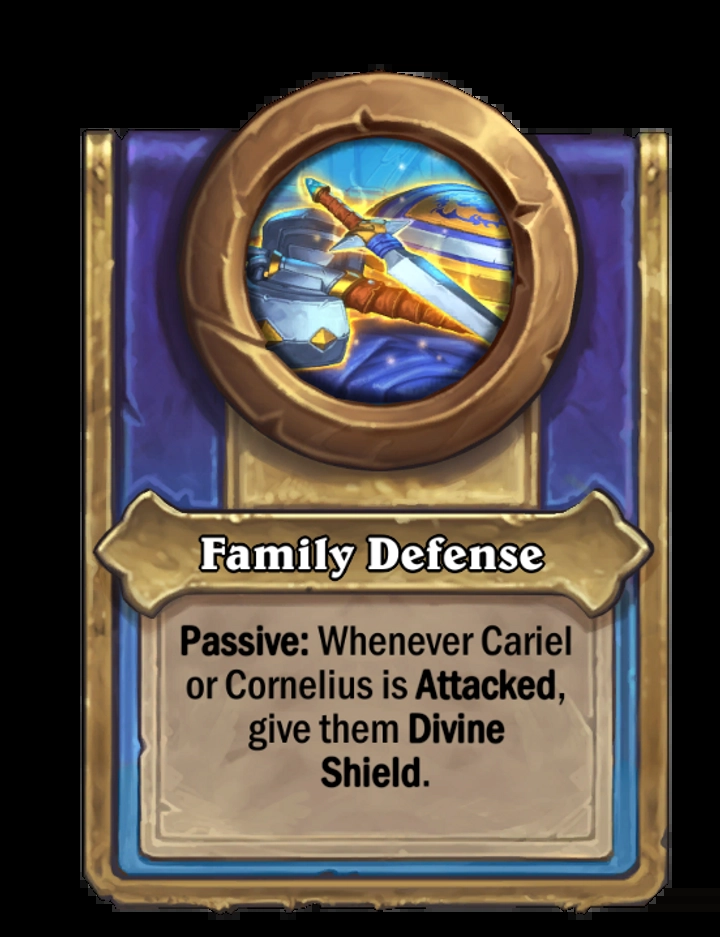 Family Defense
Passive: Whenever Cariel
or Cornelius is Attacked,
give them Divine
Shield.